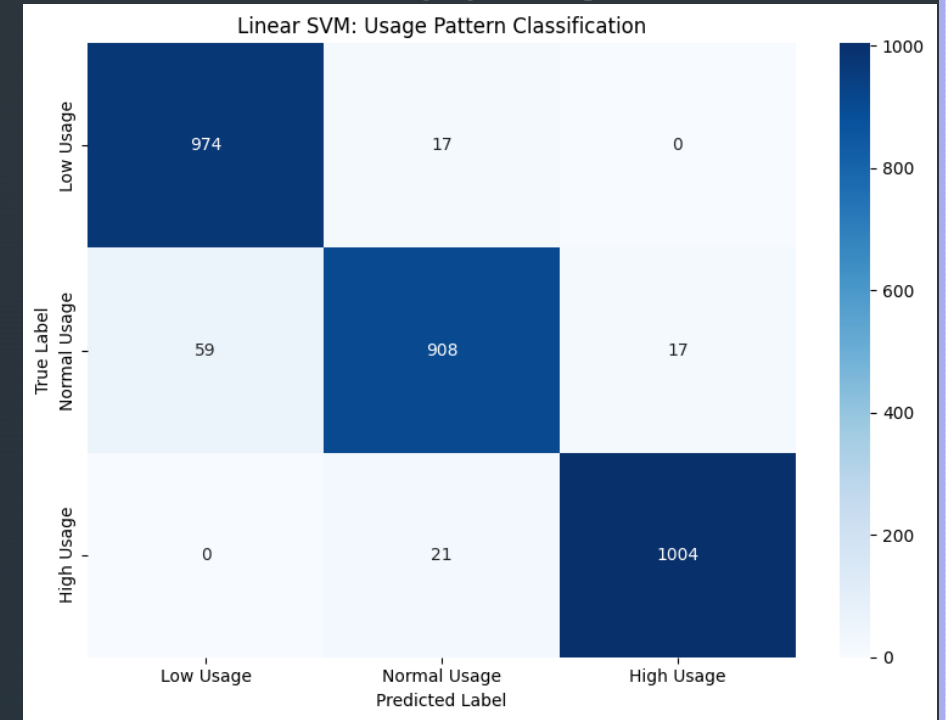 Linear SVM: Usage Pattern Classification
Low Usage
974 17 0
1000
800
600
400
200
0
True Label
Normal Usage
59 908 17
High Usage
0 21 1004
Low Usage Normal Usage High Usage
Predicted Label